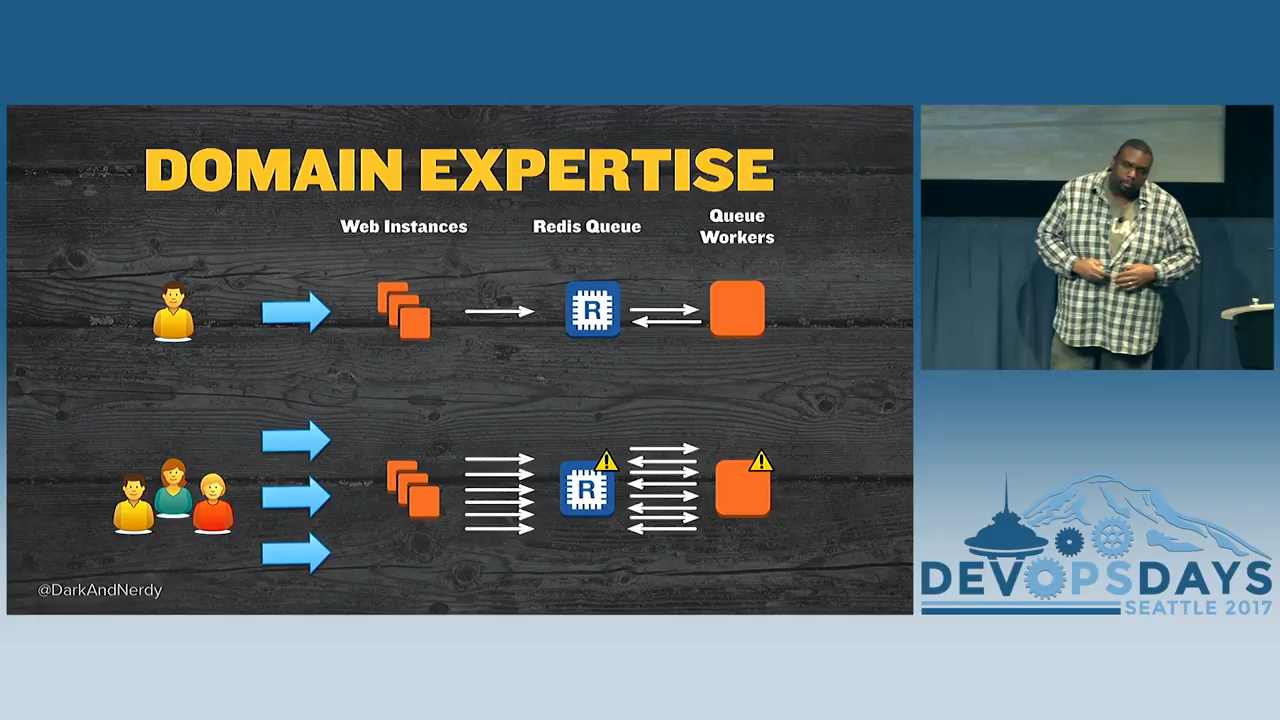 DOMAIN EXPERTISE
Web Instances
Redis Queue
Queue
Workers
R
R
@DarkAndNerdy
DEVOPSDAYS
SEATTLE 2017